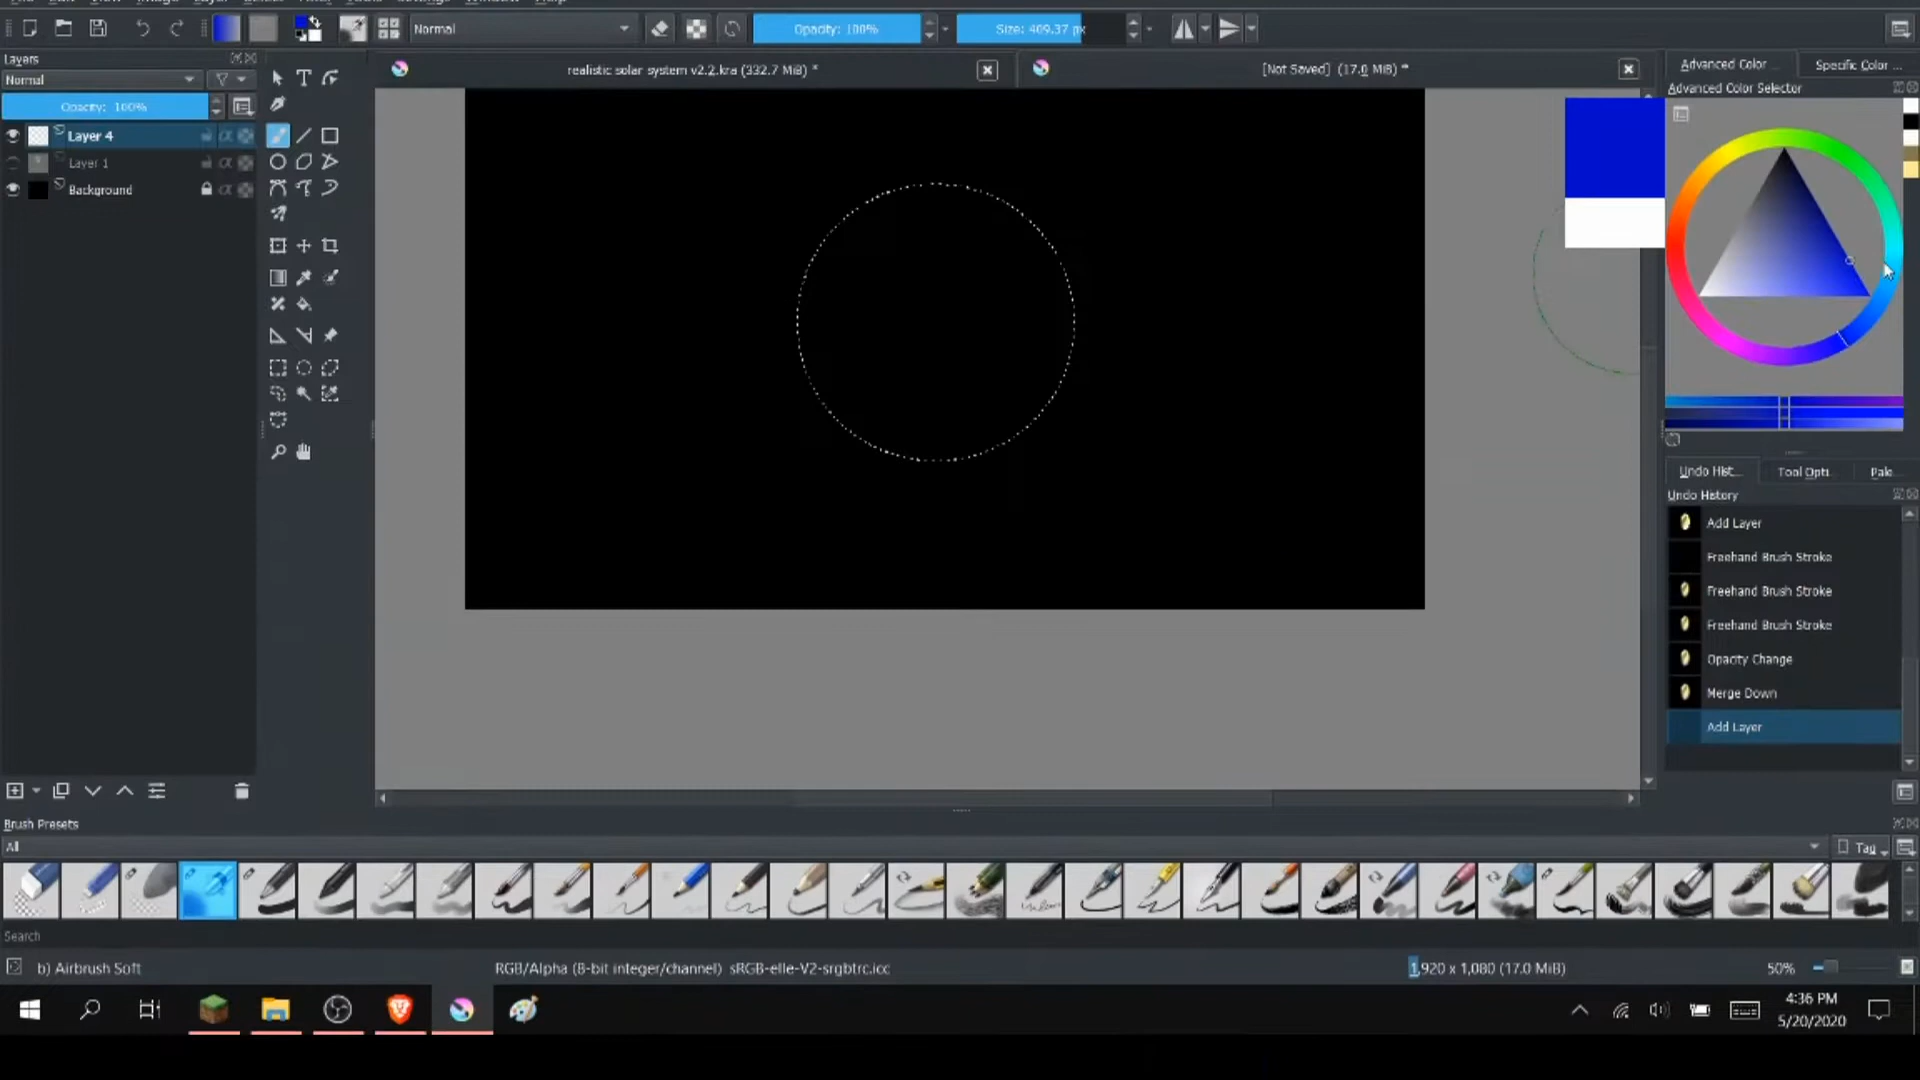 Normal
Opacity: 100%
Size: 409.37 px
Layers
realistic solar system v2.2.kra (332.7 MiB) *
[Not Saved] (17.0 MiB) *
Advanced Color ...
Specific Color ...
Normal
Advanced Color Selector
Opacity: 100%
Layer 4
Layer 1
Background
Undo Hist...
Tool Opti...
Pale...
Undo History
Add Layer
Freehand Brush Stroke
Freehand Brush Stroke
Freehand Brush Stroke
Opacity Change
Merge Down
Add Layer
Brush Presets
All
Tag
Search
b) Airbrush Soft
RGB/Alpha (8-bit integer/channel) sRGB-elle-V2-srgbtrc.icc
1,920 x 1,080 (17.0 MiB)
50%
4:36 PM
5/20/2020